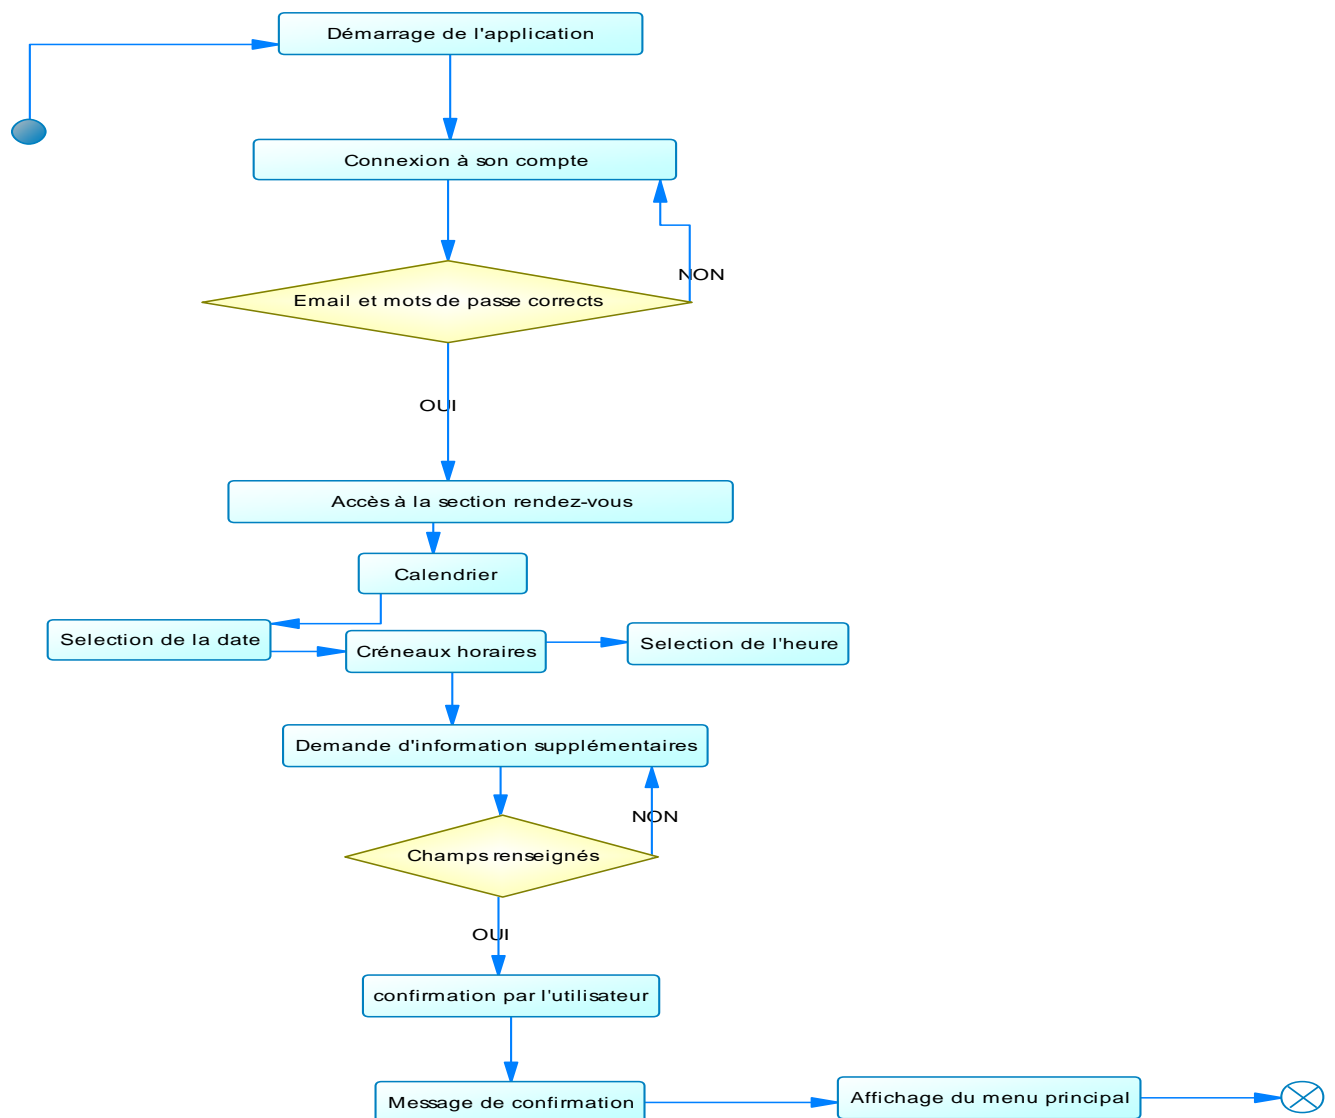 Démarrage de l'application
Connexion à son compte
NON
Email et mots de passe corrects
OUI
Accès à la section rendez-vous
Calendrier
Selection de la date
Créneaux horaires
Selection de l'heure
Demande d'information supplémentaires
NON
Champs renseignés
OUI
confirmation par l'utilisateur
Message de confirmation
Affichage du menu principal